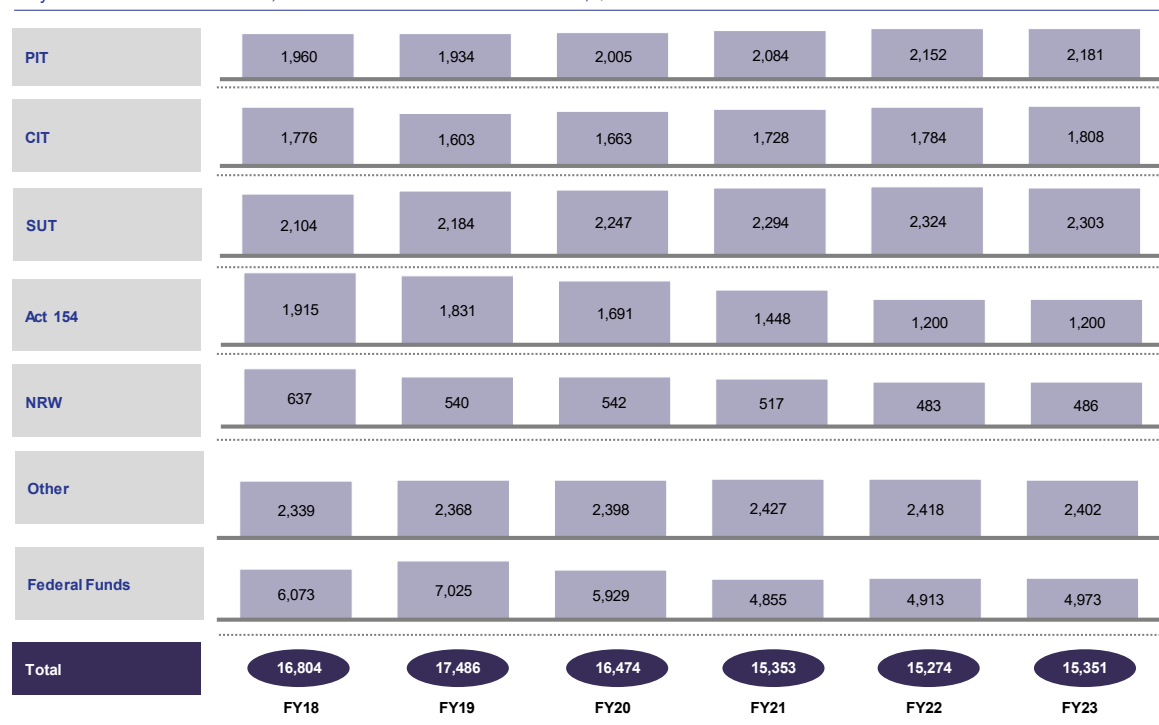 PIT 1,960 1,934 2,005 2,084 2,152 2,181
CIT 1,776 1,603 1,663 1,728 1,784 1,808
SUT 2,104 2,184 2,247 2,294 2,324 2,303
Act 154 1,915 1,831 1,691 1,448 1,200 1,200
NRW 637 540 542 517 483 486
Other 2,339 2,368 2,398 2,427 2,418 2,402
Federal Funds 6,073 7,025 5,929 4,855 4,913 4,973
Total 16,804 17,486 16,474 15,353 15,274 15,351
FY18 FY19 FY20 FY21 FY22 FY23